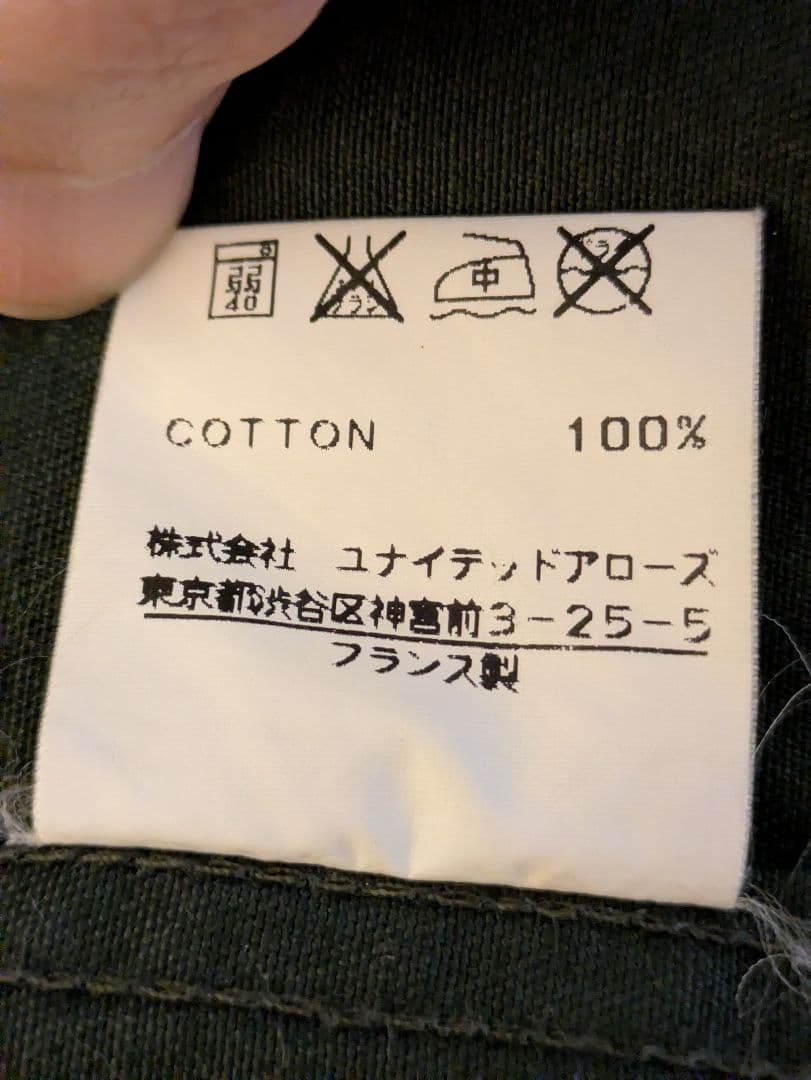 弱
40
中
COTTON 100%
株式会社 ユナイテッドアローズ
東京都渋谷区神宮前3-25-5
フランス製